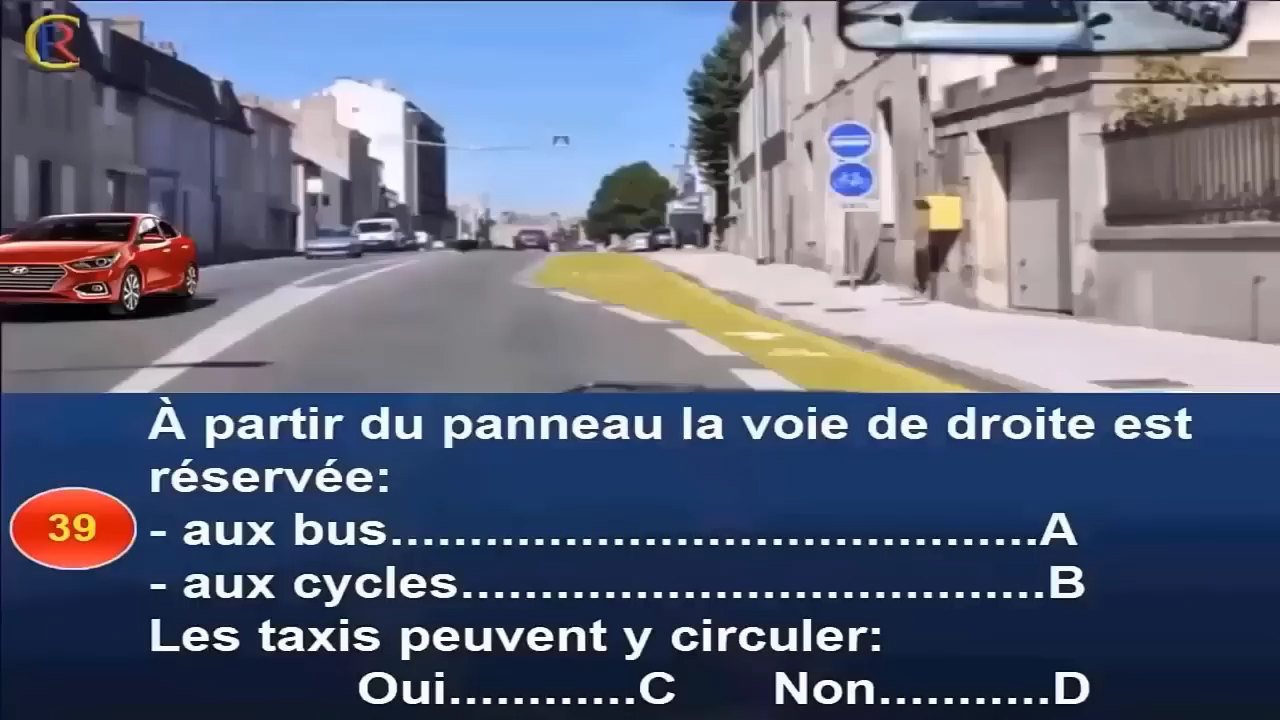 CR
À partir du panneau la voie de droite est
réservée:
39
- aux bus.........................................A
- aux cycles.....................................B
Les taxis peuvent y circuler:
Oui............C Non...........D